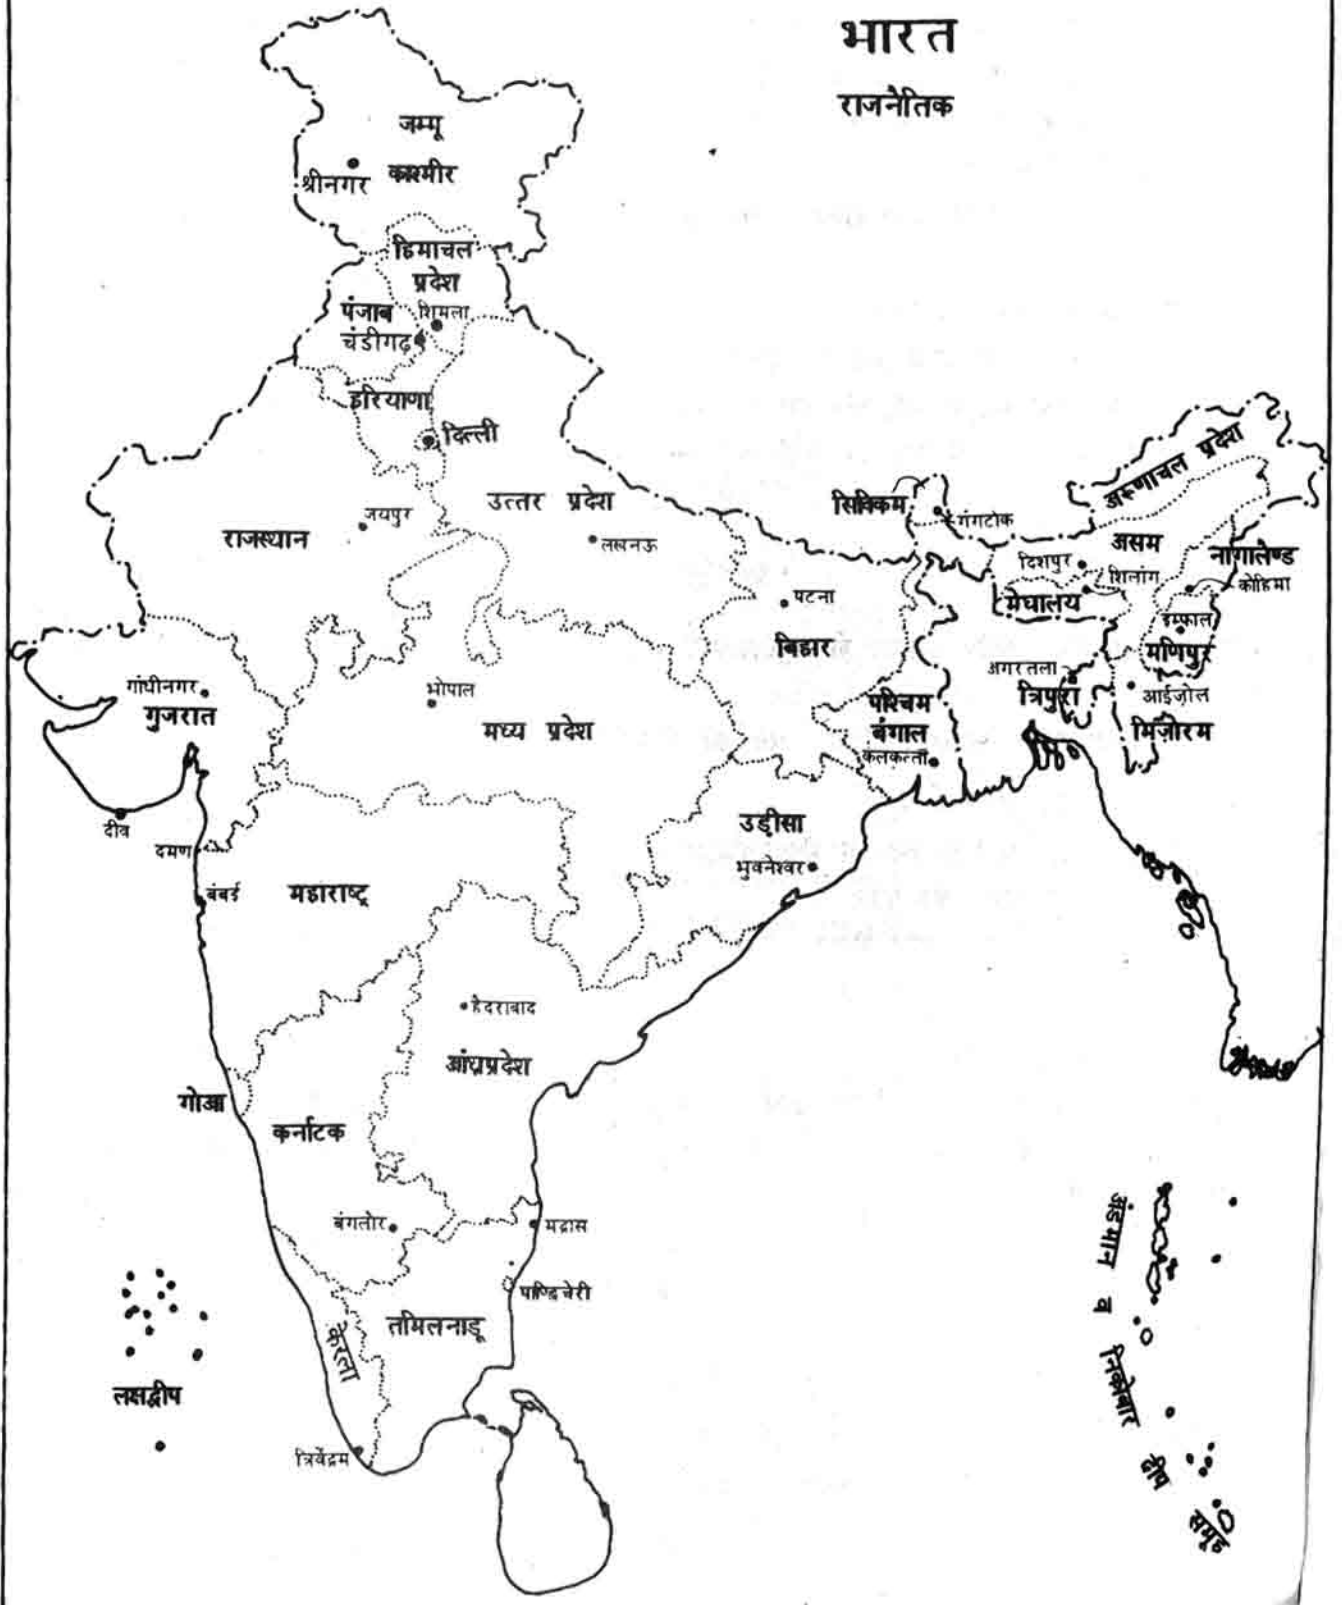 भारत
राजनैतिक
जम्मू
काश्मीर
श्रीनगर
हिमाचल
प्रदेश
पंजाब
शिमला
चंडीगढ़
हरियाणा
दिल्ली
उत्तर प्रदेश
लखनऊ
जयपुर
राजस्थान
सिक्किम
गंगटोक
अरूणाचल प्रदेश
असम
दिशपुर
शिलांग
नागालैण्ड
कोहिमा
मेघालय
इम्फाल
मणिपुर
पटना
बिहार
अगरतला
त्रिपुरा
आईज़ोल
मिज़ोरम
गांधीनगर
गुजरात
भोपाल
मध्य प्रदेश
पश्चिम
बंगाल
कलकत्ता
दीव
दमण
बंबई
महाराष्ट्र
उड़ीसा
भुवनेश्वर
हैदराबाद
आंध्रप्रदेश
गोआ
कर्नाटक
बंगलोर
मद्रास
पाण्डिचेरी
तमिलनाडू
केरला
त्रिवेंद्रम
लक्षद्वीप
अंडमान व निकोबार द्वीप समूह